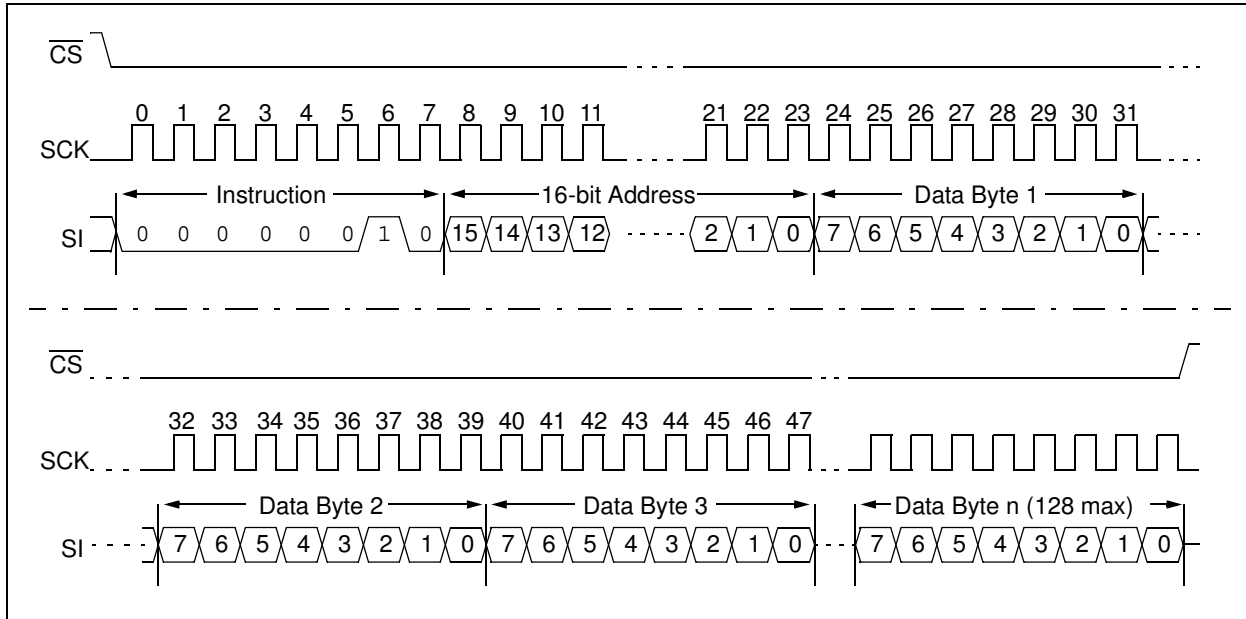 CS
0 1 2 3 4 5 6 7 8 9 10 11 21 22 23 24 25 26 27 28 29 30 31
SCK
Instruction 16-bit Address Data Byte 1
SI 0 0 0 0 0 0 1 0 15 14 13 12 2 1 0 7 6 5 4 3 2 1 0
CS
32 33 34 35 36 37 38 39 40 41 42 43 44 45 46 47
SCK
Data Byte 2 Data Byte 3 Data Byte n (128 max)
SI 7 6 5 4 3 2 1 0 7 6 5 4 3 2 1 0 7 6 5 4 3 2 1 0